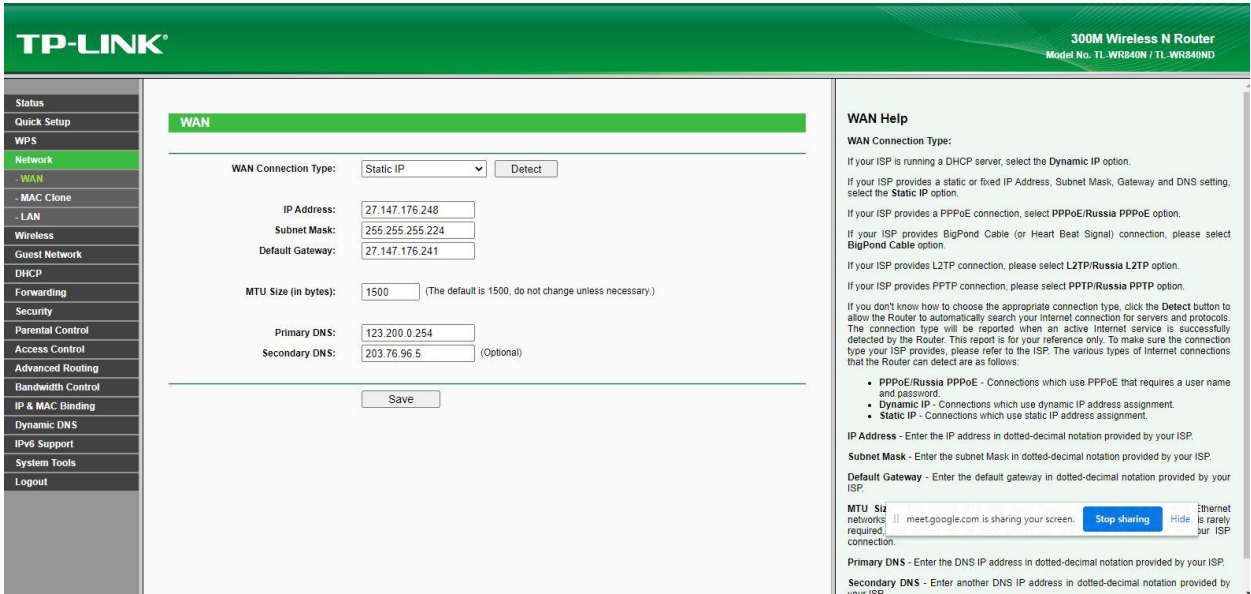 TP-LINK®
300M Wireless N Router
Model No. TL-WR840N / TL-WR840ND
Status
Quick Setup
WPS
Network
- WAN
- MAC Clone
- LAN
Wireless
Guest Network
DHCP
Forwarding
Security
Parental Control
Access Control
Advanced Routing
Bandwidth Control
IP & MAC Binding
Dynamic DNS
IPv6 Support
System Tools
Logout
WAN
WAN Connection Type: Static IP Detect
IP Address: 27.147.176.248
Subnet Mask: 255.255.255.224
Default Gateway: 27.147.176.241
MTU Size (in bytes): 1500 (The default is 1500, do not change unless necessary.)
Primary DNS: 123.200.0.254
Secondary DNS: 203.76.96.5 (Optional)
Save
WAN Help
WAN Connection Type:
If your ISP is running a DHCP server, select the Dynamic IP option.
If your ISP provides a static or fixed IP Address, Subnet Mask, Gateway and DNS setting,
select the Static IP option.
If your ISP provides a PPPoE connection, select PPPoE/Russia PPPoE option.
If your ISP provides BigPond Cable (or Heart Beat Signal) connection, please select
BigPond Cable option.
If your ISP provides L2TP connection, please select L2TP/Russia L2TP option.
If your ISP provides PPTP connection, please select PPTP/Russia PPTP option.
If you don't know how to choose the appropriate connection type, click the Detect button to
allow the Router to automatically search your Internet connection for servers and protocols.
The connection type will be reported when an active Internet service is successfully
detected by the Router. This report is for your reference only. To make sure the connection
type your ISP provides, please refer to the ISP. The various types of Internet connections
that the Router can detect are as follows:
• PPPoE/Russia PPPoE - Connections which use PPPoE that requires a user name
and password.
• Dynamic IP - Connections which use dynamic IP address assignment.
• Static IP - Connections which use static IP address assignment.
IP Address - Enter the IP address in dotted-decimal notation provided by your ISP.
Subnet Mask - Enter the subnet Mask in dotted-decimal notation provided by your ISP.
Default Gateway - Enter the default gateway in dotted-decimal notation provided by your
ISP.
MTU Ethernet
networks is rarely
required, ISP
connection.
meet.google.com is sharing your screen. Stop sharing Hide
Primary DNS - Enter the DNS IP address in dotted-decimal notation provided by your ISP.
Secondary DNS - Enter another DNS IP address in dotted-decimal notation provided by
your ISP